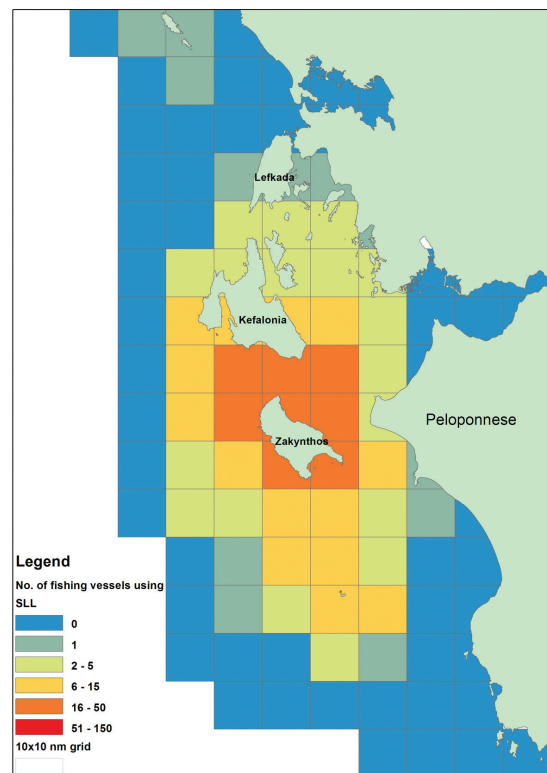 Lefkada
Kefalonia
Zakynthos
Peloponnese
Legend
No. of fishing vessels using
SLL
0
1
2 - 5
6 - 15
16 - 50
51 - 150
10x10 nm grid